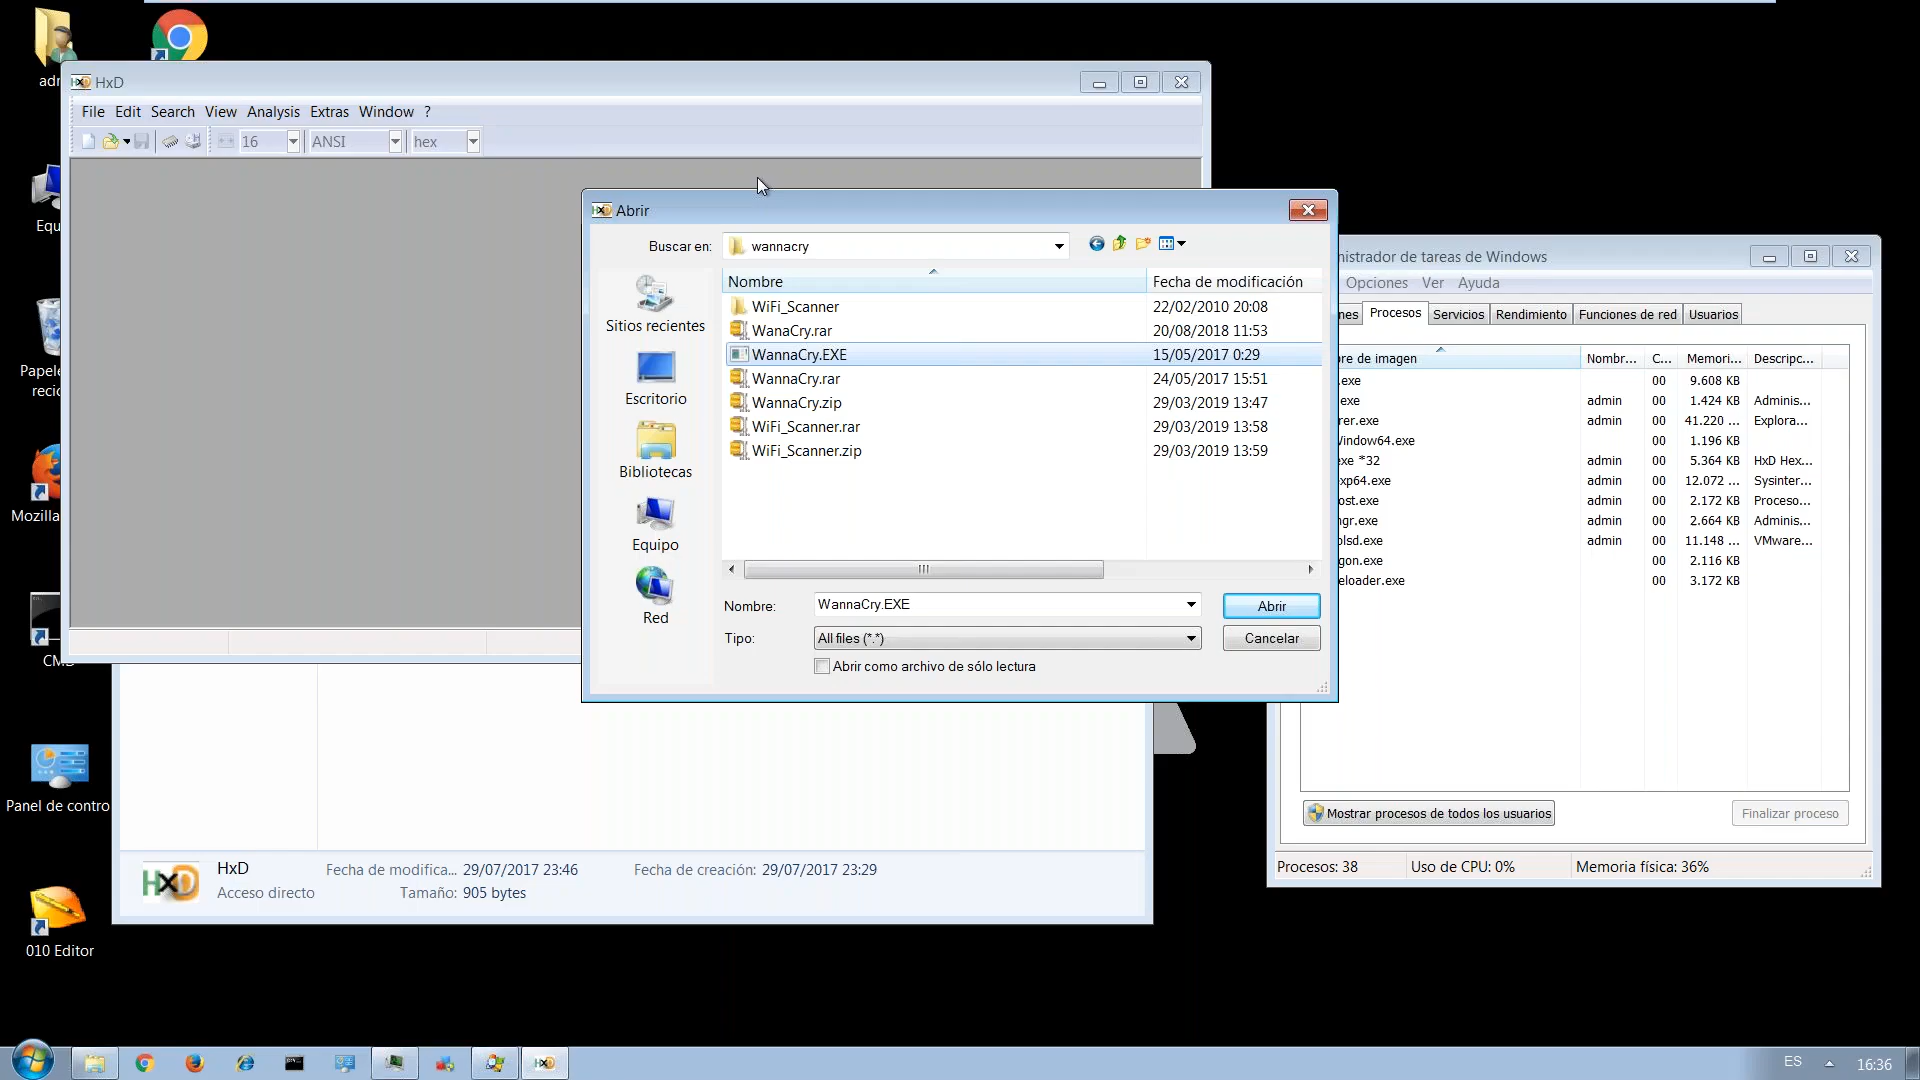 adm
HxD
File Edit Search View Analysis Extras Window ?
16 ANSI hex
Equ
Papele
recic
Mozilla
CMD
Panel de contro
010 Editor
Abrir
Buscar en: wannacry
Sitios recientes
Escritorio
Bibliotecas
Equipo
Red
Nombre Fecha de modificación
WiFi_Scanner 22/02/2010 20:08
WanaCry.rar 20/08/2018 11:53
WannaCry.EXE 15/05/2017 0:29
WannaCry.rar 24/05/2017 15:51
WannaCry.zip 29/03/2019 13:47
WiFi_Scanner.rar 29/03/2019 13:58
WiFi_Scanner.zip 29/03/2019 13:59
Nombre: WannaCry.EXE Abrir
Tipo: All files (*.*) Cancelar
Abrir como archivo de sólo lectura
nistrador de tareas de Windows
Opciones Ver Ayuda
nes Procesos Servicios Rendimiento Funciones de red Usuarios
bre de imagen Nombr... C... Memori... Descripc...
.exe 00 9.608 KB
.exe admin 00 1.424 KB Adminis...
rer.exe admin 00 41.220 ... Explora...
Window64.exe 00 1.196 KB
exe *32 admin 00 5.364 KB HxD Hex...
xp64.exe admin 00 12.072 ... Sysinter...
ost.exe admin 00 2.172 KB Proceso...
ngr.exe admin 00 2.664 KB Adminis...
olsd.exe admin 00 11.148 ... VMware...
gon.exe 00 2.116 KB
eloader.exe 00 3.172 KB
Mostrar procesos de todos los usuarios Finalizar proceso
Procesos: 38 Uso de CPU: 0% Memoria física: 36%
HxD Fecha de modifica... 29/07/2017 23:46 Fecha de creación: 29/07/2017 23:29
Acceso directo Tamaño: 905 bytes
ES 16:36